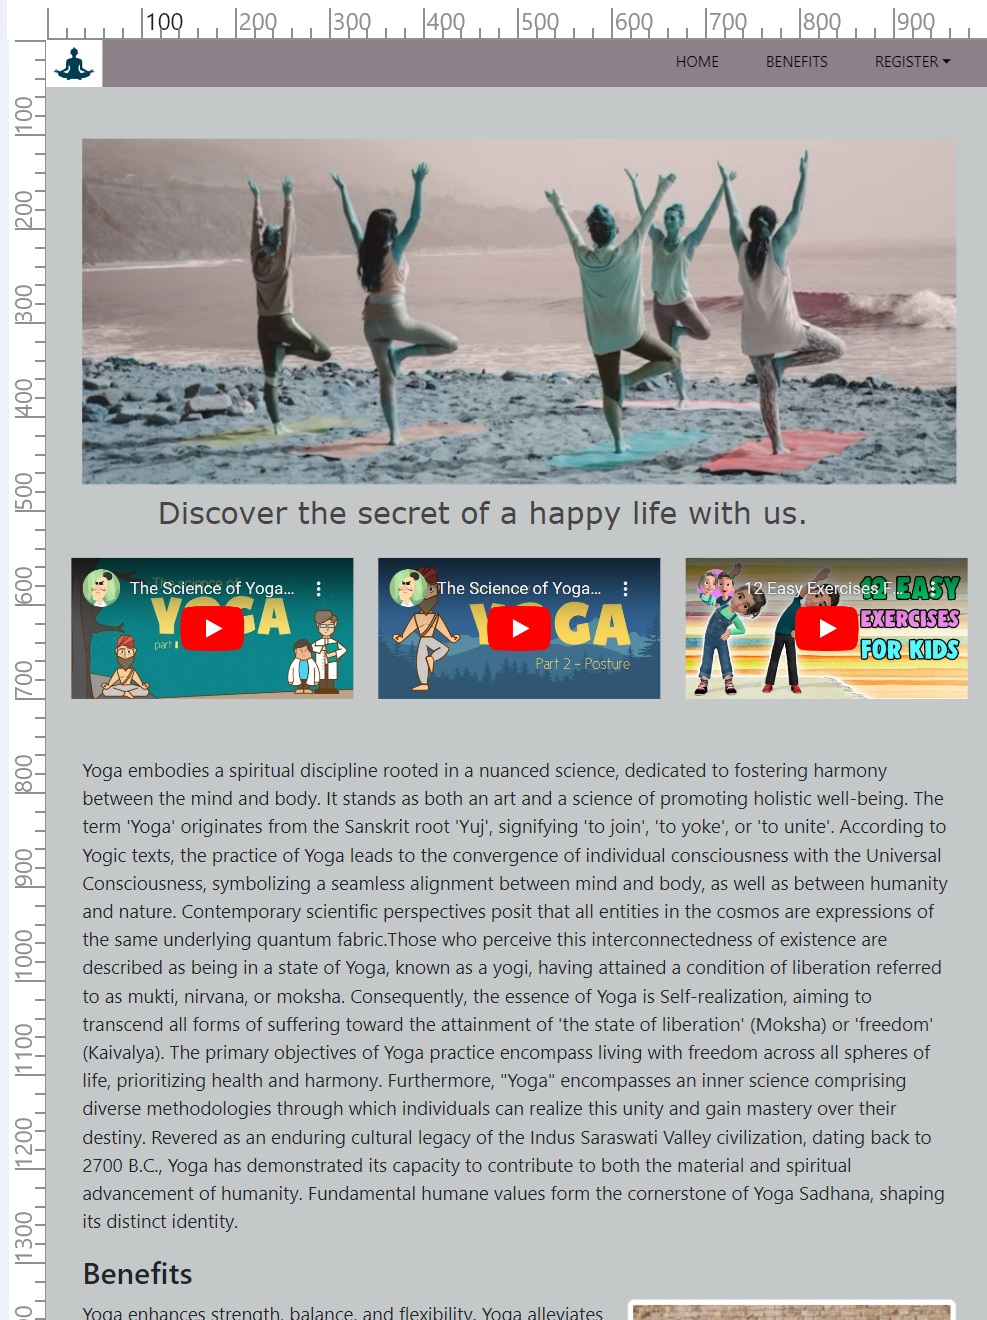 100 200 300 400 500 600 700 800 900
HOME BENEFITS REGISTER
100
200
300
400
500
600
700
800
900
1000
1100
1200
1300
Discover the secret of a happy life with us.
The Science of Yoga...
The science of
YOGA
part I
The Science of Yoga...
YOGA
Part 2 – Posture
12 Easy Exercises F...
12 EASY
EXERCISES
FOR KIDS
Yoga embodies a spiritual discipline rooted in a nuanced science, dedicated to fostering harmony
between the mind and body. It stands as both an art and a science of promoting holistic well-being. The
term 'Yoga' originates from the Sanskrit root 'Yuj', signifying 'to join', 'to yoke', or 'to unite'. According to
Yogic texts, the practice of Yoga leads to the convergence of individual consciousness with the Universal
Consciousness, symbolizing a seamless alignment between mind and body, as well as between humanity
and nature. Contemporary scientific perspectives posit that all entities in the cosmos are expressions of
the same underlying quantum fabric.Those who perceive this interconnectedness of existence are
described as being in a state of Yoga, known as a yogi, having attained a condition of liberation referred
to as mukti, nirvana, or moksha. Consequently, the essence of Yoga is Self-realization, aiming to
transcend all forms of suffering toward the attainment of 'the state of liberation' (Moksha) or 'freedom'
(Kaivalya). The primary objectives of Yoga practice encompass living with freedom across all spheres of
life, prioritizing health and harmony. Furthermore, "Yoga" encompasses an inner science comprising
diverse methodologies through which individuals can realize this unity and gain mastery over their
destiny. Revered as an enduring cultural legacy of the Indus Saraswati Valley civilization, dating back to
2700 B.C., Yoga has demonstrated its capacity to contribute to both the material and spiritual
advancement of humanity. Fundamental humane values form the cornerstone of Yoga Sadhana, shaping
its distinct identity.
Benefits
Yoga enhances strength, balance, and flexibility. Yoga alleviates